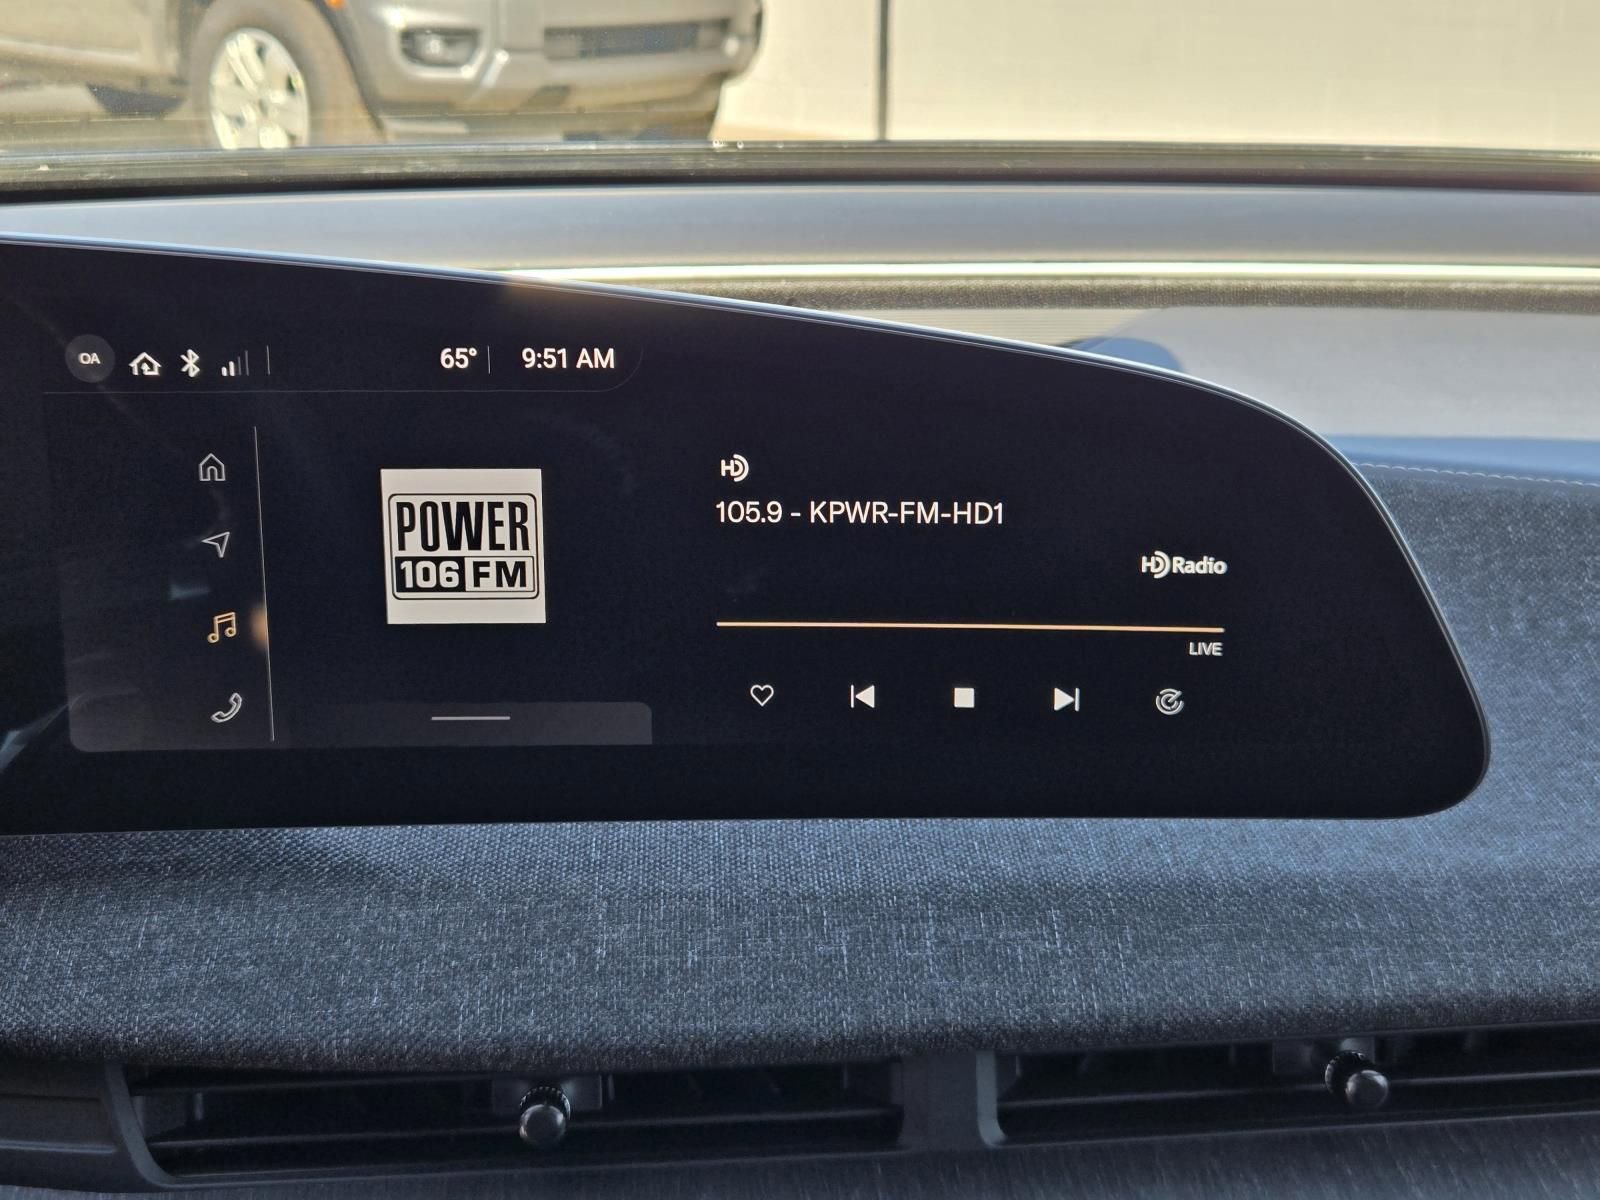 OA
65°
9:51 AM
POWER
106 FM
HD
105.9 - KPWR-FM-HD1
HD Radio
LIVE